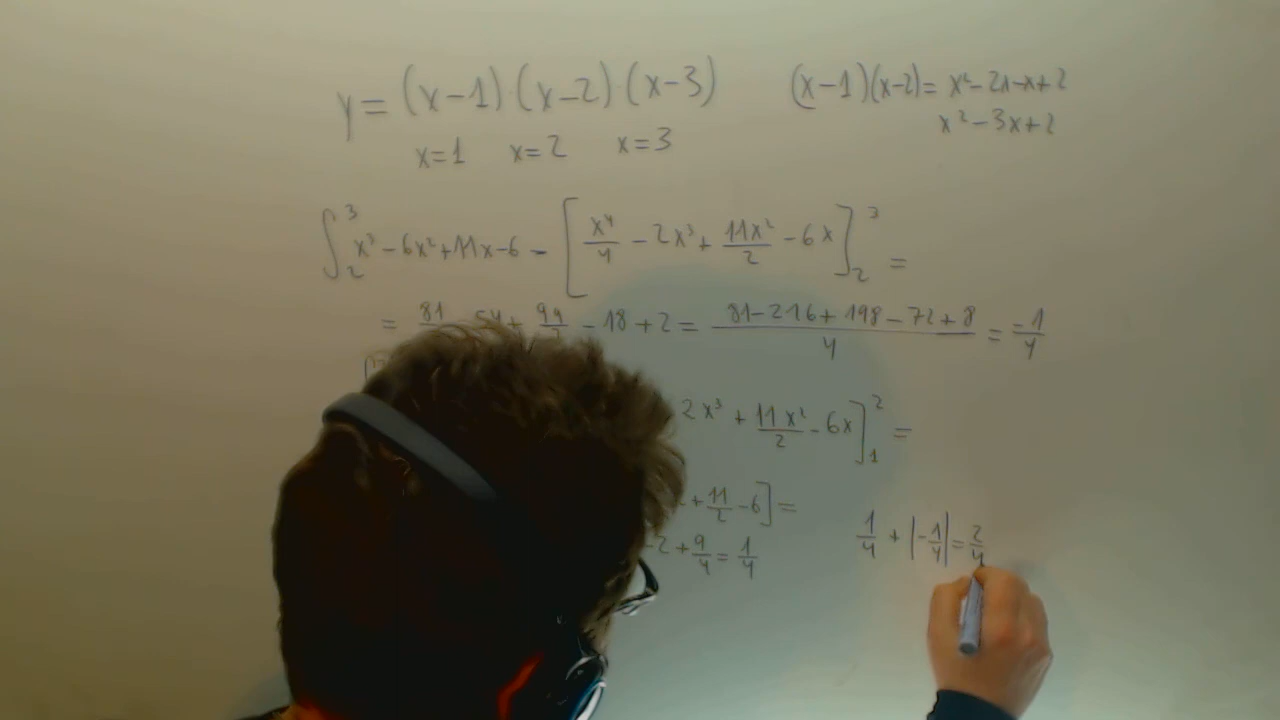 y = (x-1) (x-2) (x-3)
x=1 x=2 x=3
(x-1)(x-2)= x²-2x-x+2
x²-3x+2
∫₂³ x³-6x²+11x-6 - [x⁴/4 - 2x³ + 11x²/2 - 6x]₂³ =
= 81 54 + 99 - 18 + 2 = (81-216+198-72+8)/4 = -1/4
2x³ + 11x²/2 - 6x]₁² =
+ 11/2 - 6] =
-2 + 9/4 = 1/4
1/4 + |-1/4| = 2/4